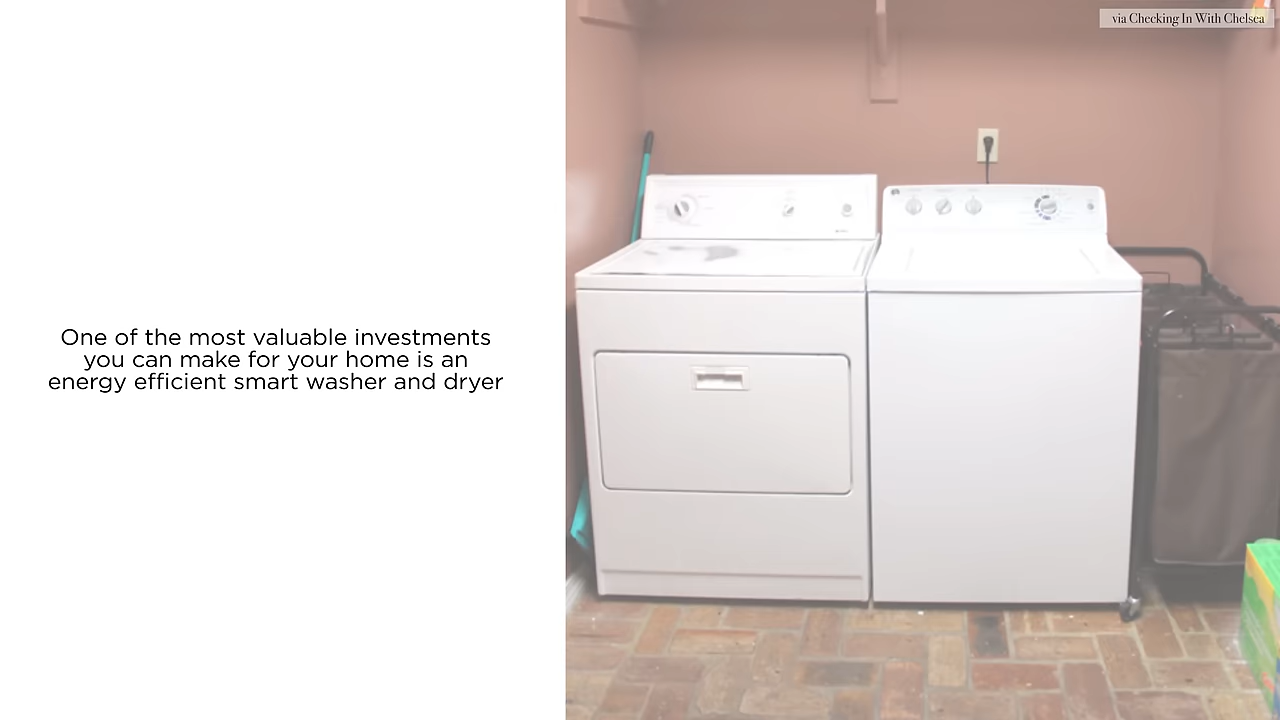 via Checking In With Chelsea
One of the most valuable investments
you can make for your home is an
energy efficient smart washer and dryer